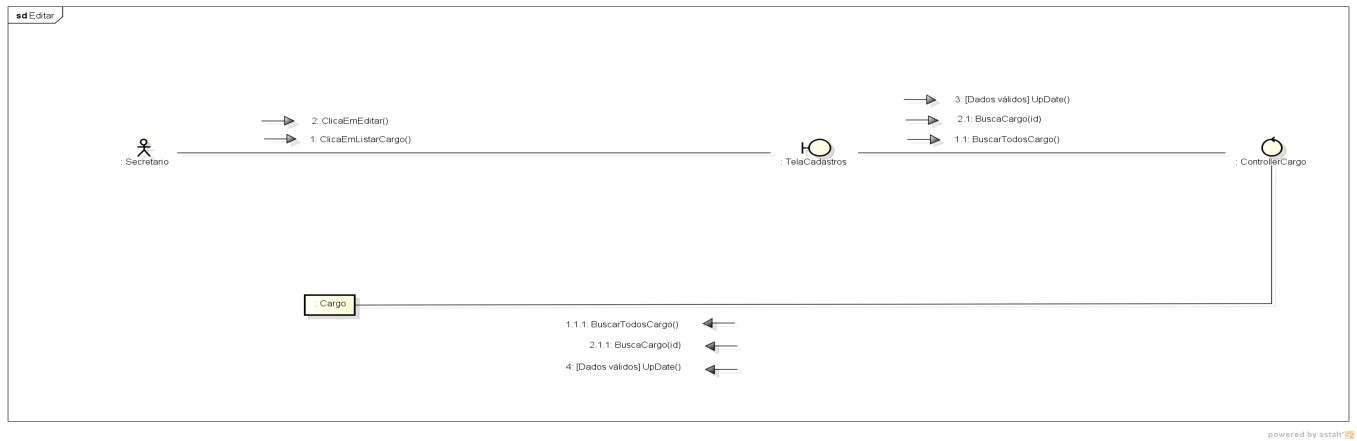 sd Editar
3: [Dados válidos] UpDate()
2: ClicaEmEditar()
2.1: BuscaCargo(id)
1: ClicaEmListarCargo()
1.1: BuscarTodosCargo()
: Secretario
: TelaCadastros
: ControllerCargo
: Cargo
1.1.1: BuscarTodosCargo()
2.1.1: BuscaCargo(id)
4: [Dados válidos] UpDate()
powered by astah*